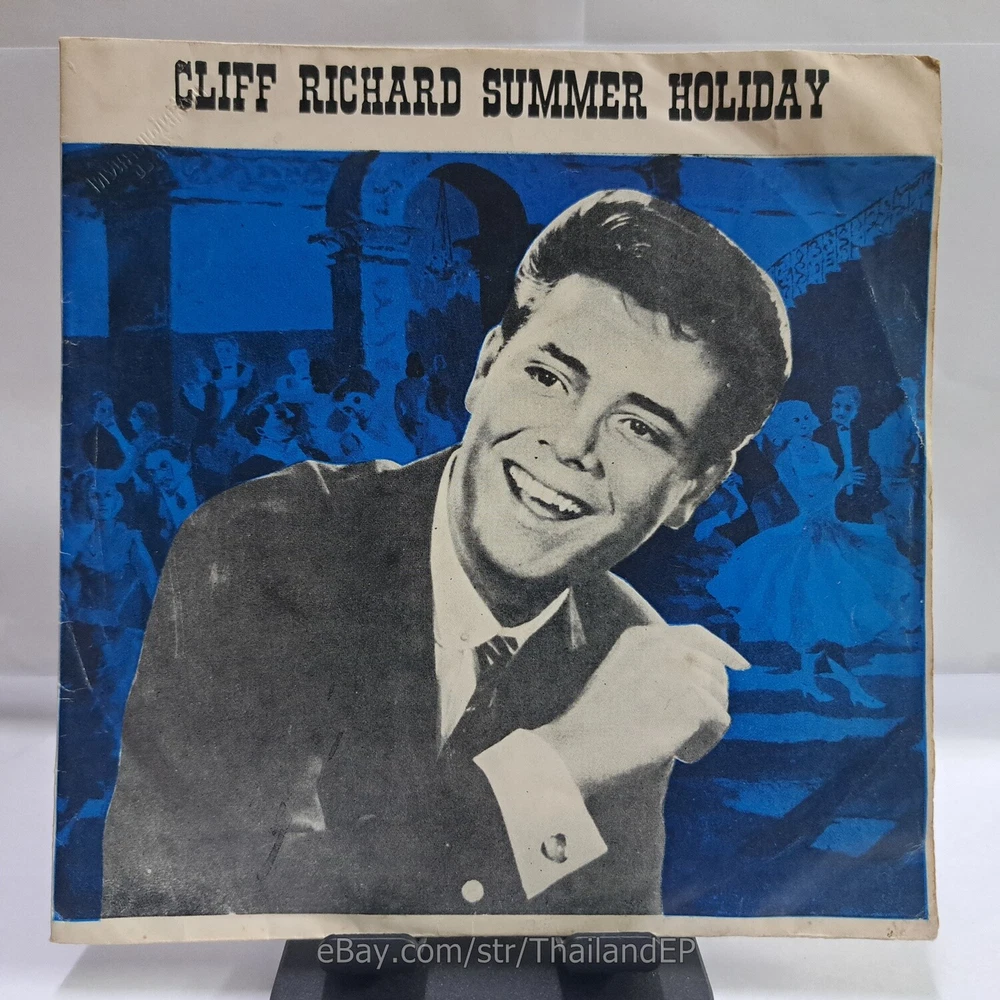 CLIFF RICHARD SUMMER HOLIDAY
eBay.com/str/ThailandEP